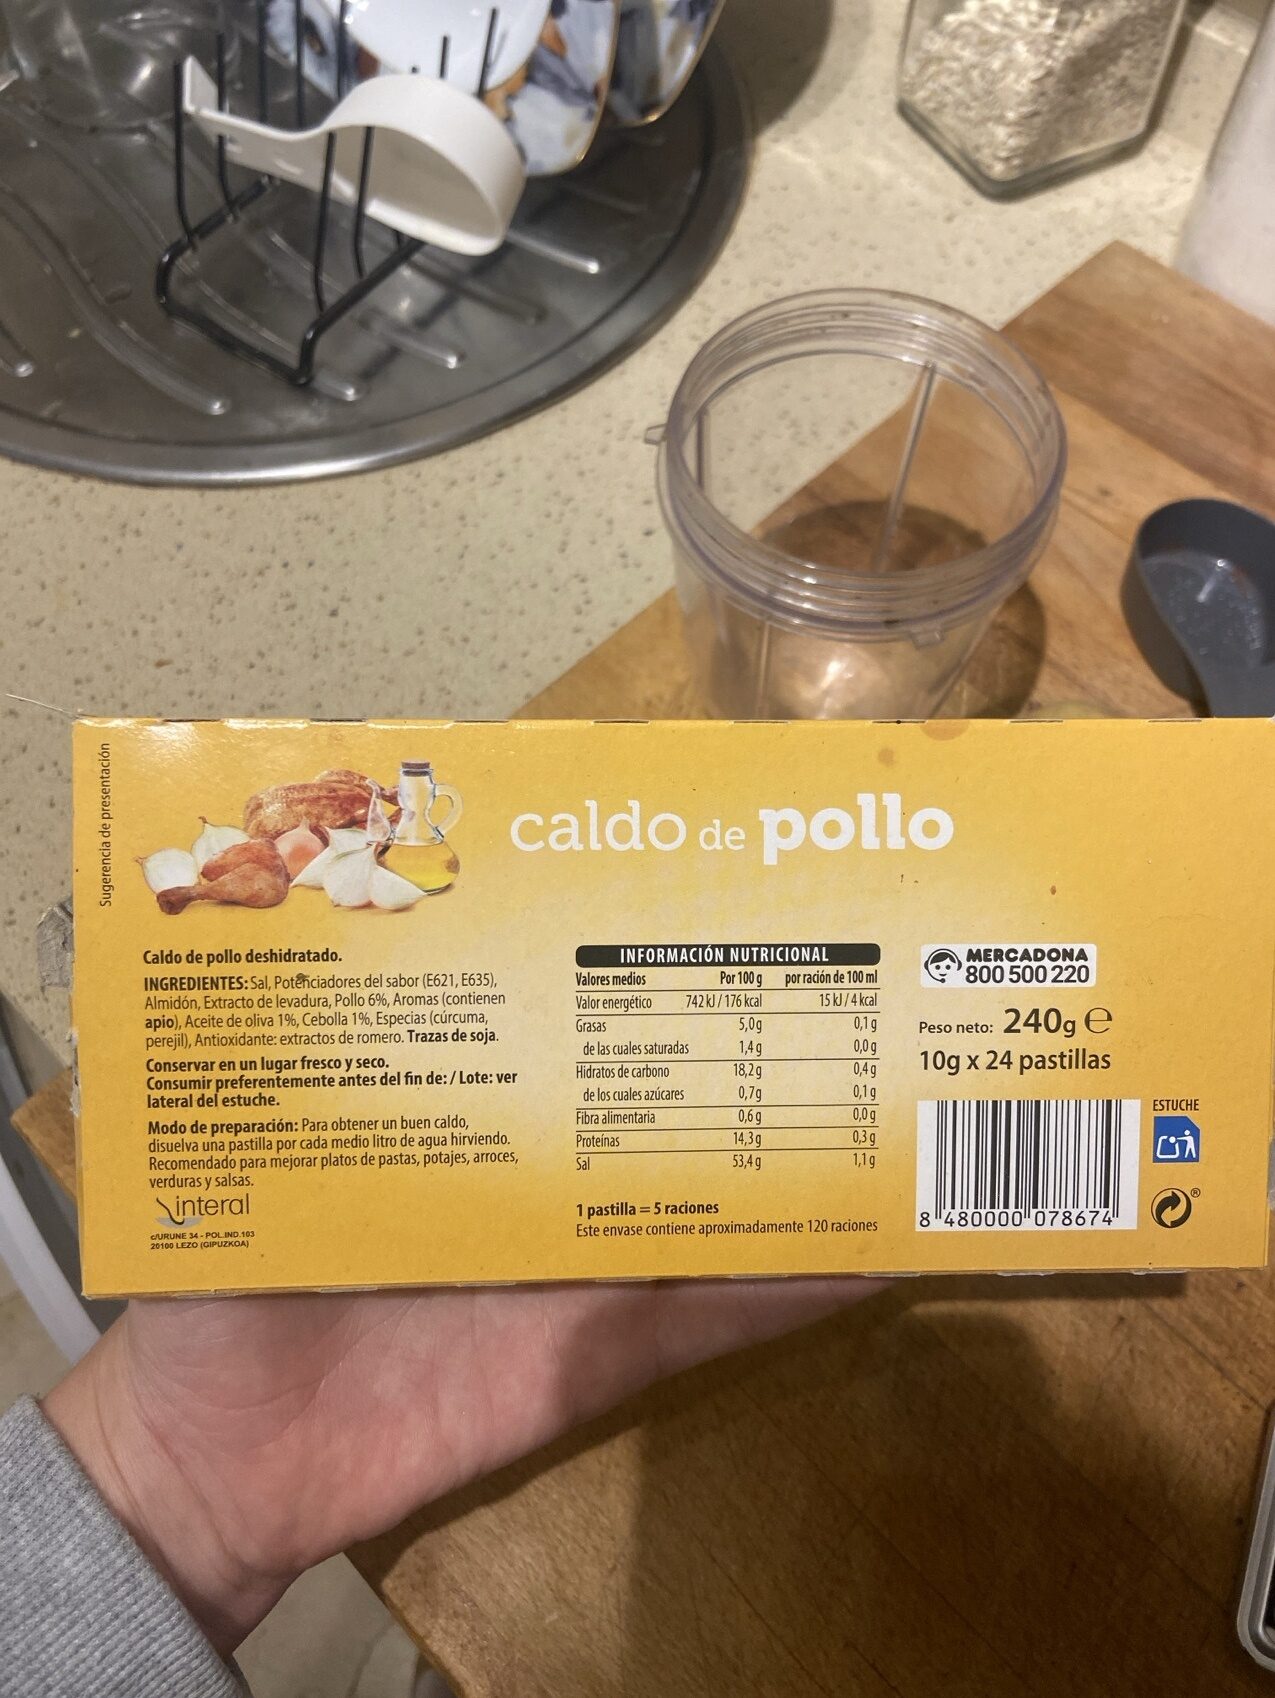 Sugerencia de presentación
caldo de pollo
Caldo de pollo deshidratado.
INGREDIENTES: Sal, Potenciadores del sabor (E621, E635),
Almidón, Extracto de levadura, Pollo 6%, Aromas (contienen
apio), Aceite de oliva 1%, Cebolla 1%, Especias (cúrcuma,
perejil), Antioxidante: extractos de romero. Trazas de soja.
Conservar en un lugar fresco y seco.
Consumir preferentemente antes del fin de: / Lote: ver
lateral del estuche.
Modo de preparación: Para obtener un buen caldo,
disuelva una pastilla por cada medio litro de agua hirviendo.
Recomendado para mejorar platos de pastas, potajes, arroces,
verduras y salsas.
interal
C/URUNE 34 - POL.IND.103
20100 LEZO (GIPUZKOA)
INFORMACIÓN NUTRICIONAL
Valores medios Por 100 g por ración de 100 ml
Valor energético 742 kJ / 176 kcal 15 kJ / 4 kcal
Grasas 5,0 g 0,1 g
de las cuales saturadas 1,4 g 0,0 g
Hidratos de carbono 18,2 g 0,4 g
de los cuales azúcares 0,7 g 0,1 g
Fibra alimentaria 0,6 g 0,0 g
Proteínas 14,3 g 0,3 g
Sal 53,4 g 1,1 g
1 pastilla = 5 raciones
Este envase contiene aproximadamente 120 raciones
MERCADONA
800 500 220
Peso neto: 240g e
10g x 24 pastillas
ESTUCHE
8 480000 078674
®